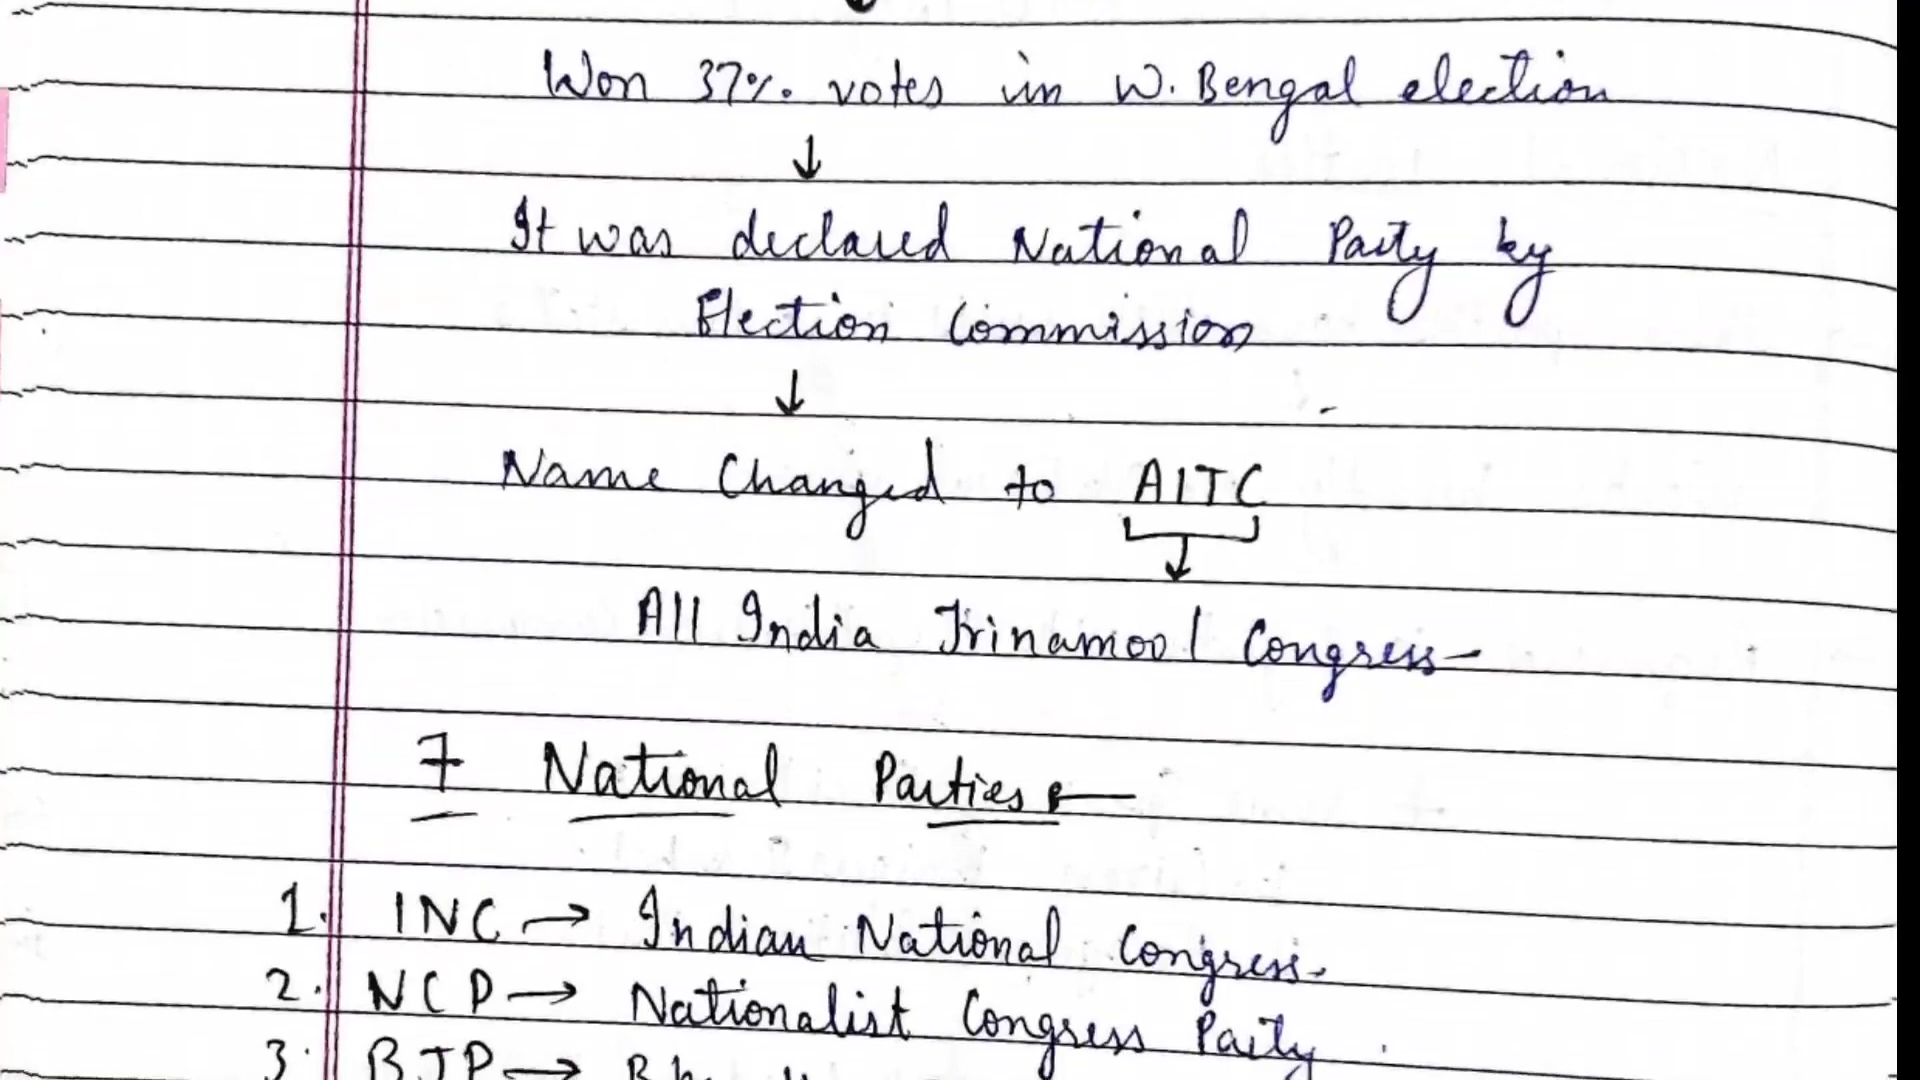 Won 37% votes in W. Bengal election
↓
It was declared National Party by
Election Commission
↓
Name Changed to AITC
↓
All India Trinamool Congress
7 National Parties
1. INC → Indian National Congress.
2. NCP → Nationalist Congress Party.
3. BJP →